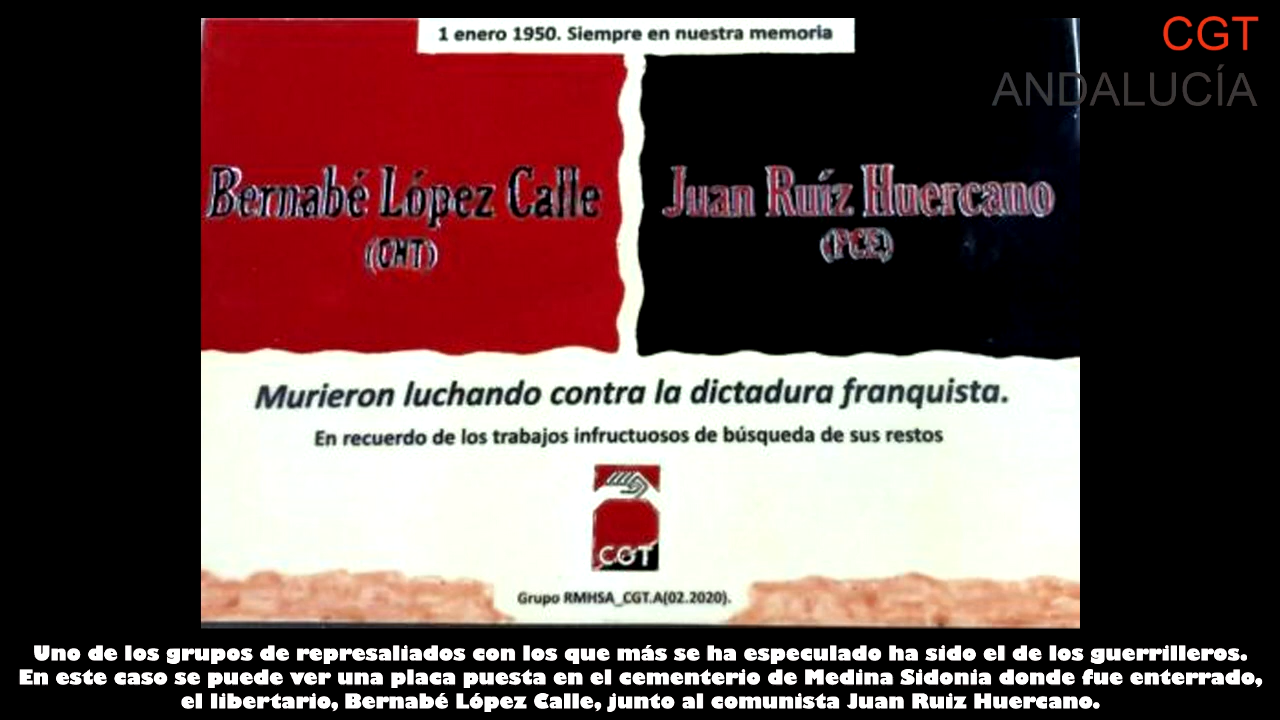 1 enero 1950. Siempre en nuestra memoria
CGT
ANDALUCÍA
Bernabé López Calle
(CNT)
Juan Ruíz Huercano
(PCE)
Murieron luchando contra la dictadura franquista.
En recuerdo de los trabajos infructuosos de búsqueda de sus restos
CGT
Grupo RMHSA_CGT.A(02.2020).
Uno de los grupos de represaliados con los que más se ha especulado ha sido el de los guerrilleros.
En este caso se puede ver una placa puesta en el cementerio de Medina Sidonia donde fue enterrado,
el libertario, Bernabé López Calle, junto al comunista Juan Ruiz Huercano.